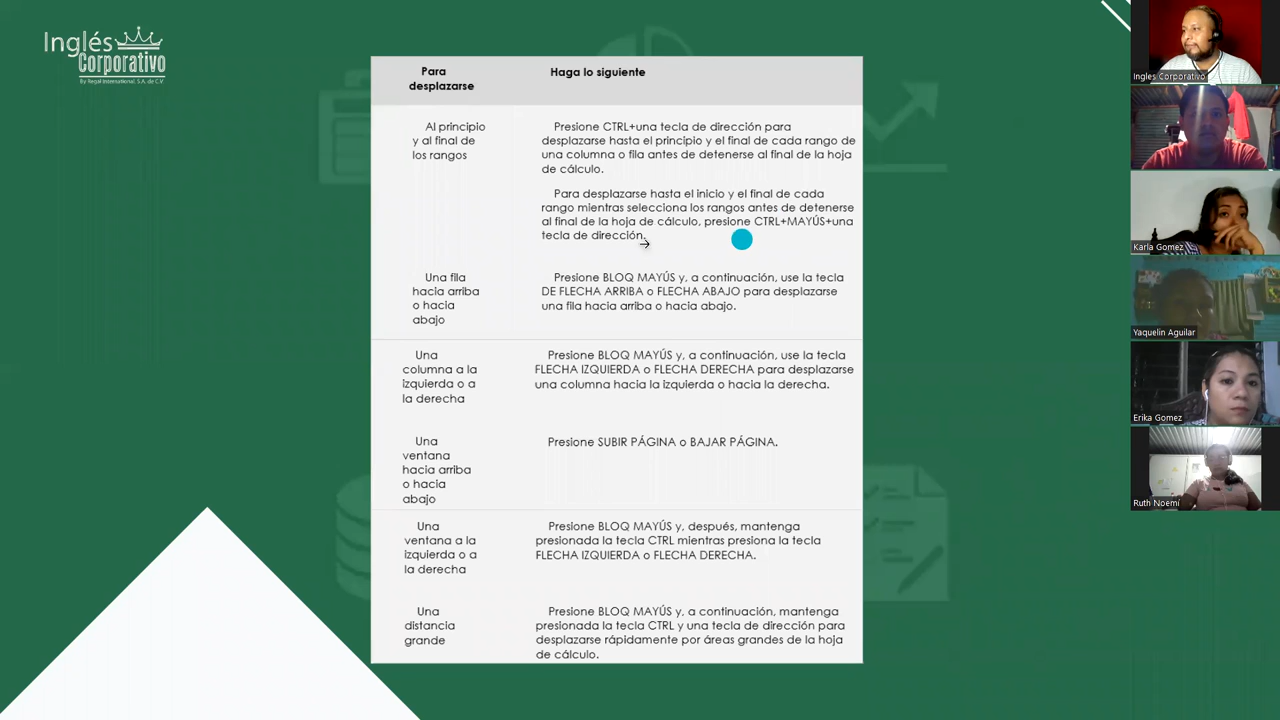 Inglés
Corporativo
By Regal International, S.A. de C.V
Para
desplazarse
Haga lo siguiente
Al principio
y al final de
los rangos
Presione CTRL+una tecla de dirección para
desplazarse hasta el principio y el final de cada rango de
una columna o fila antes de detenerse al final de la hoja
de cálculo.
Para desplazarse hasta el inicio y el final de cada
rango mientras selecciona los rangos antes de detenerse
al final de la hoja de cálculo, presione CTRL+MAYÚS+una
tecla de dirección.
Una fila
hacia arriba
o hacia
abajo
Presione BLOQ MAYÚS y, a continuación, use la tecla
DE FLECHA ARRIBA o FLECHA ABAJO para desplazarse
una fila hacia arriba o hacia abajo.
Una
columna a la
izquierda o a
la derecha
Presione BLOQ MAYÚS y, a continuación, use la tecla
FLECHA IZQUIERDA o FLECHA DERECHA para desplazarse
una columna hacia la izquierda o hacia la derecha.
Una
ventana
hacia arriba
o hacia
abajo
Presione SUBIR PÁGINA o BAJAR PÁGINA.
Una
ventana a la
izquierda o a
la derecha
Presione BLOQ MAYÚS y, después, mantenga
presionada la tecla CTRL mientras presiona la tecla
FLECHA IZQUIERDA o FLECHA DERECHA.
Una
distancia
grande
Presione BLOQ MAYÚS y, a continuación, mantenga
presionada la tecla CTRL y una tecla de dirección para
desplazarse rápidamente por áreas grandes de la hoja
de cálculo.
Ingles Corporativo
Karla Gomez
Yaquelin Aguilar
Erika Gomez
Ruth Noemí